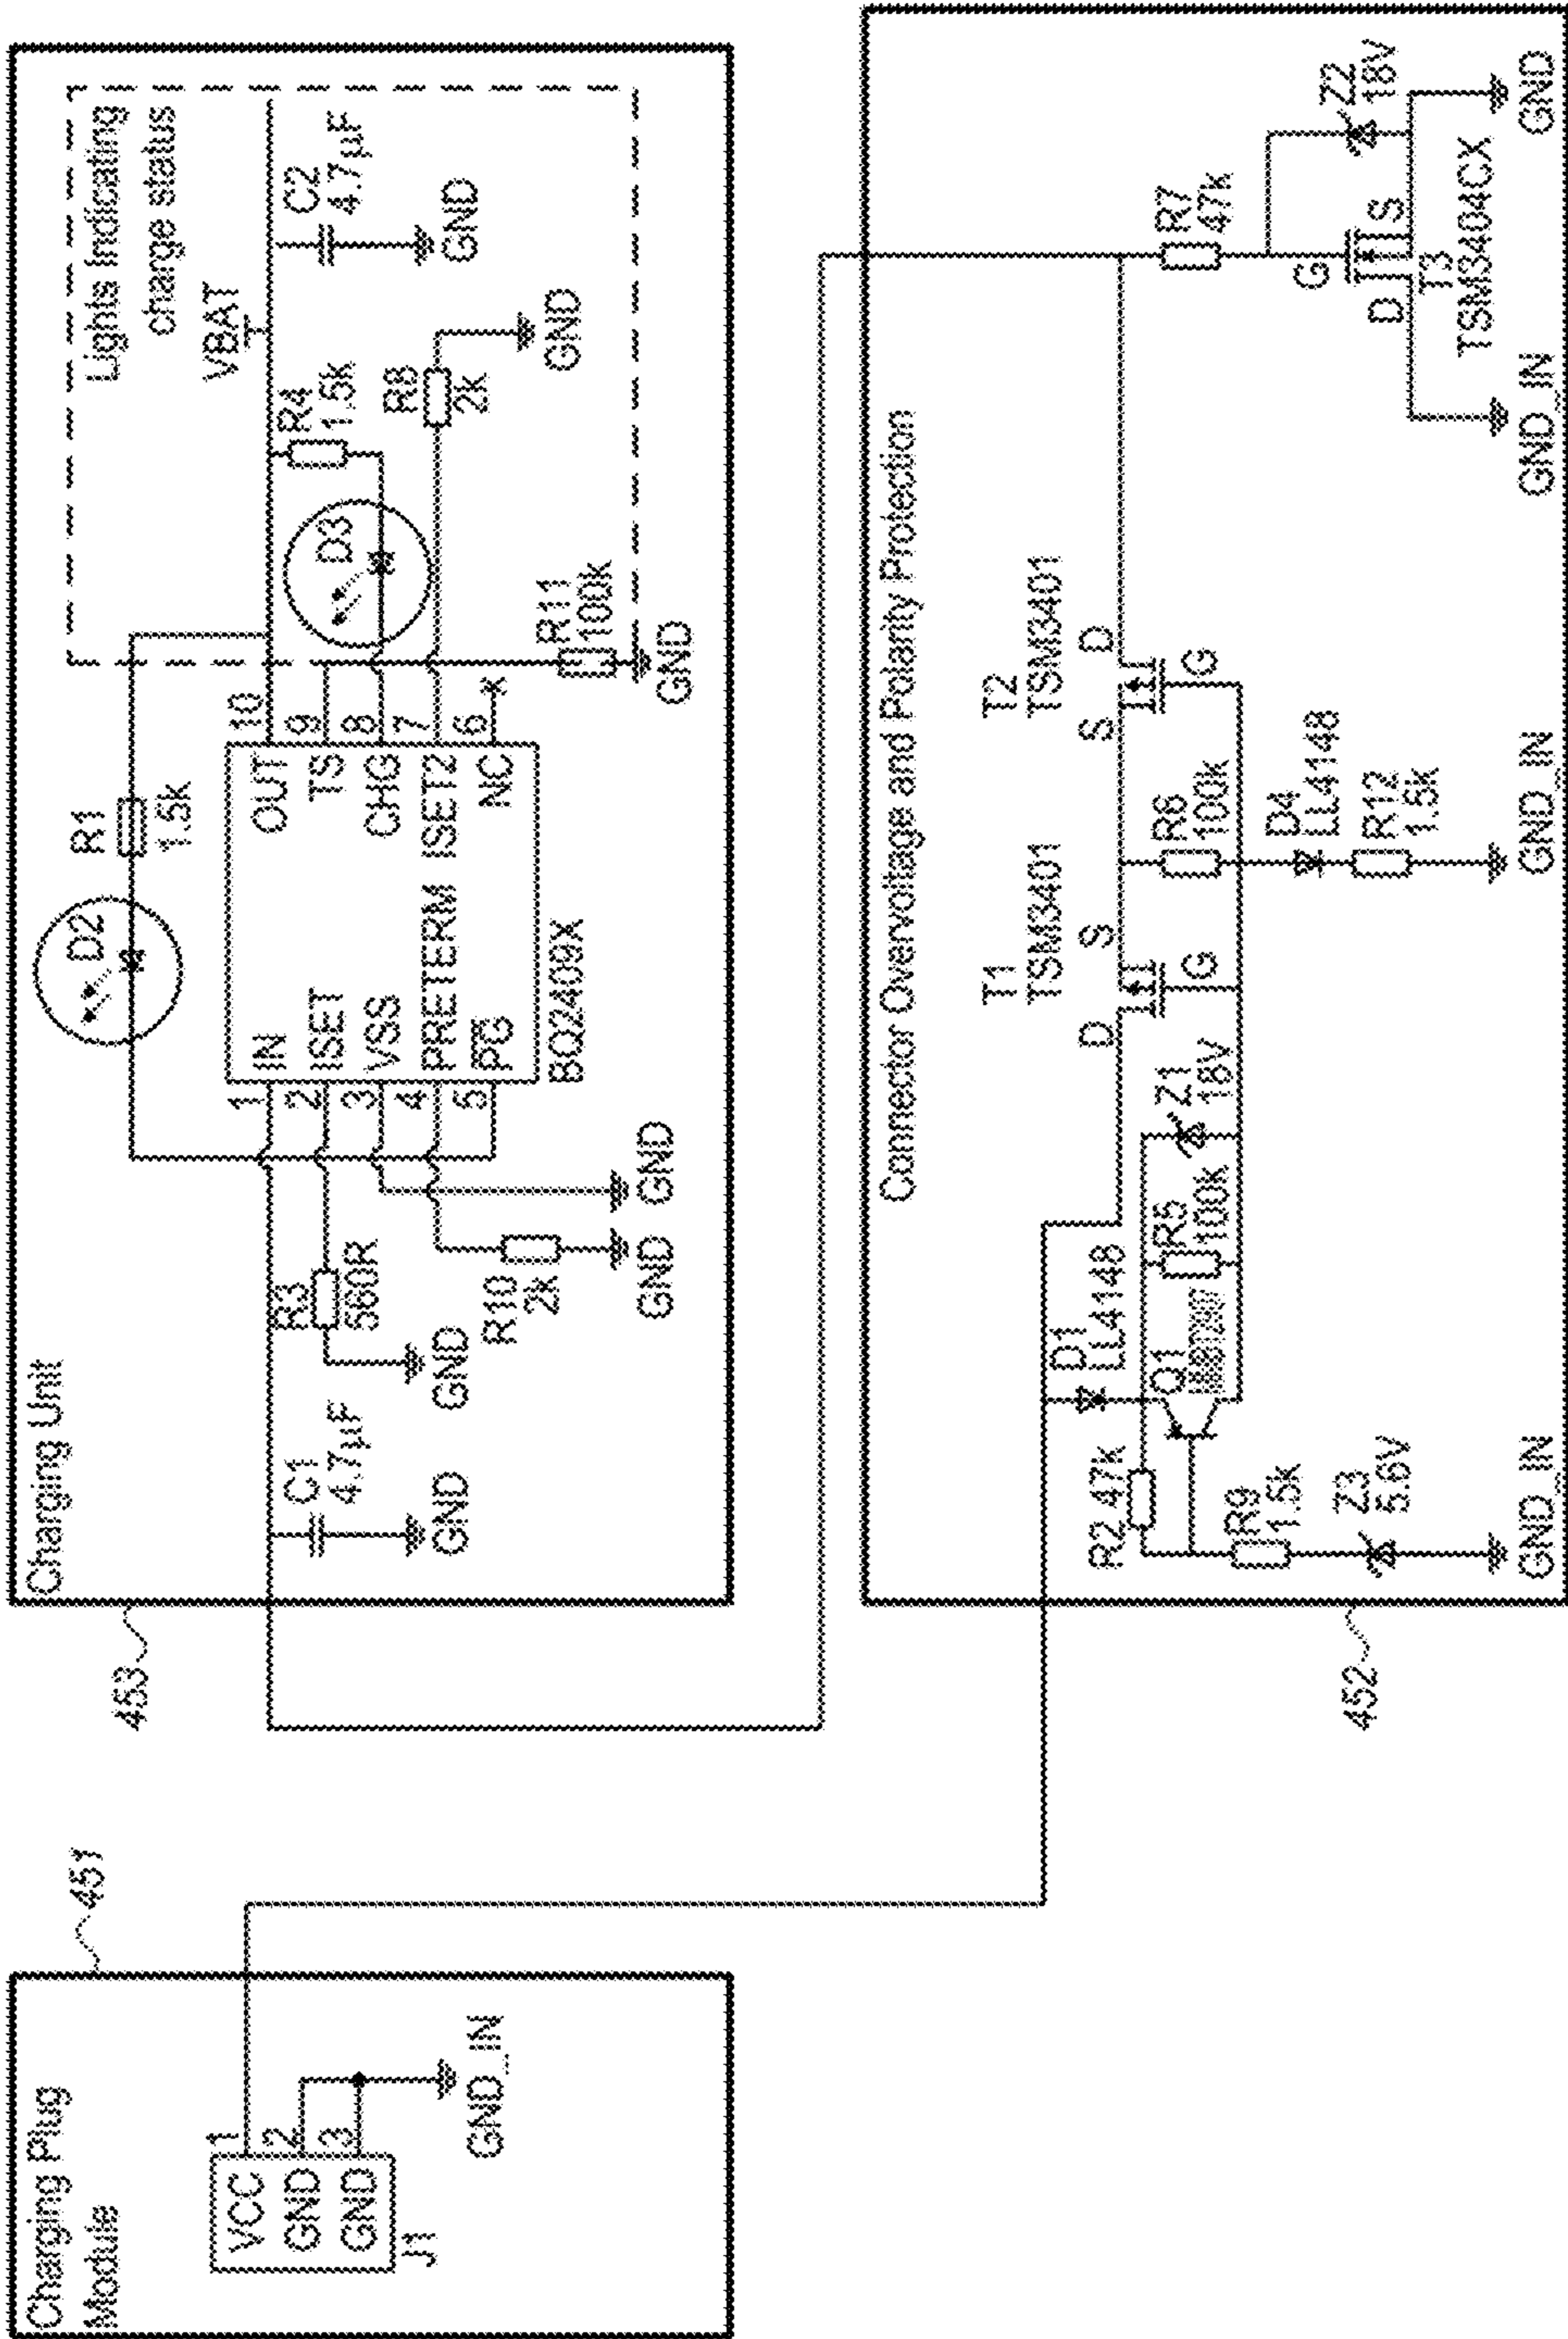 Charging Plug
Module
451
VCC
GND
GND
1
2
3
J1
GND_IN
453
Charging Unit
Lights Indicating
charge status
D2
R1
1.5k
VBAT
C1
4.7µF
GND
R3
560R
GND
R10
2k
GND
GND
1
2
3
4
5
IN
ISET
VSS
PRETERM
PG
OUT
TS
CHG
ISET2
NC
10
9
8
7
6
BQ2409X
x
D3
R4
1.5k
R8
2k
GND
C2
4.7µF
GND
R11
100k
GND
452
Connector Overvoltage and Polarity Protection
D1
LL4148
R2 47k
Q1
R5
100k
Z1
18V
R9
1.5k
Z3
5.6V
GND_IN
T1
TSM3401
D
S
G
T2
TSM3401
S
D
G
R6
100k
D4
LL4148
R12
1.5k
GND_IN
R7
47k
Z2
18V
G
D
S
T3
TSM3404CX
GND_IN
GND